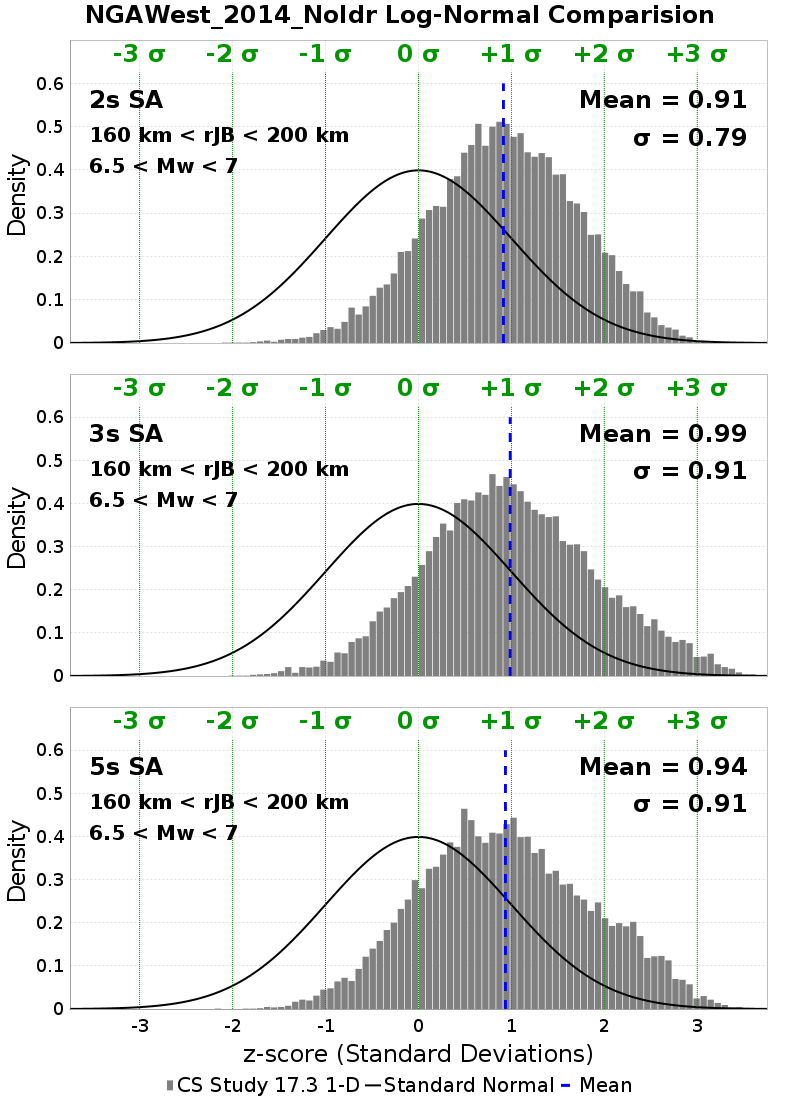 NGAWest_2014_NoIdr Log-Normal Comparision
-3 σ -2 σ -1 σ 0 σ +1 σ +2 σ +3 σ
0.6
2s SA Mean = 0.91
0.5
160 km < rJB < 200 km σ = 0.79
6.5 < Mw < 7
0.4
0.3
0.2
0.1
0
Density
-3 σ -2 σ -1 σ 0 σ +1 σ +2 σ +3 σ
0.6
3s SA Mean = 0.99
0.5
160 km < rJB < 200 km σ = 0.91
6.5 < Mw < 7
0.4
0.3
0.2
0.1
0
Density
-3 σ -2 σ -1 σ 0 σ +1 σ +2 σ +3 σ
0.6
5s SA Mean = 0.94
0.5
160 km < rJB < 200 km σ = 0.91
6.5 < Mw < 7
0.4
0.3
0.2
0.1
0
Density
-3 -2 -1 0 1 2 3
z-score (Standard Deviations)
CS Study 17.3 1-D Standard Normal Mean